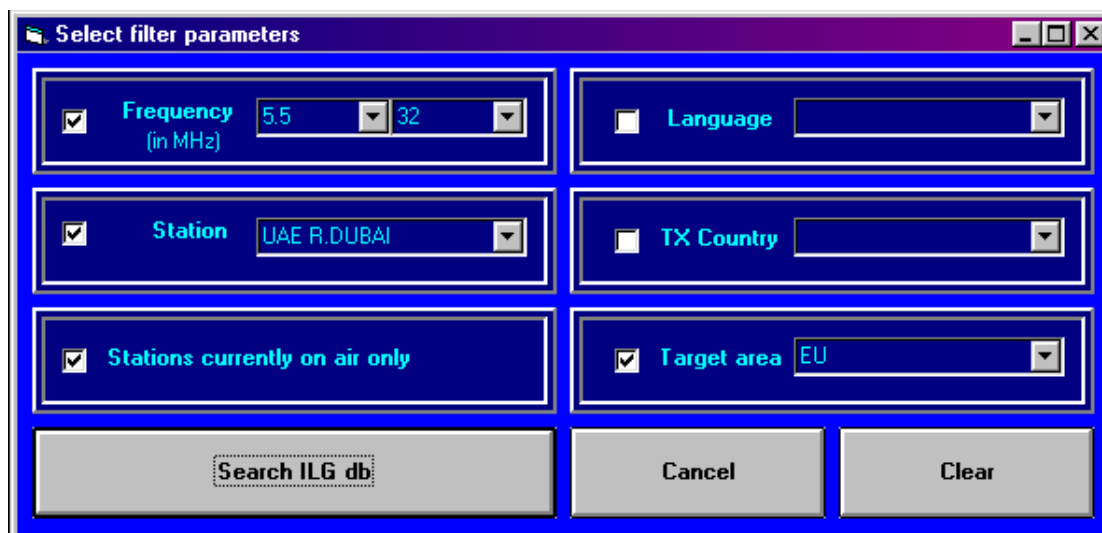 Select filter parameters
Frequency 5.5 32
(in MHz)
Language
Station UAE R.DUBAI
TX Country
Stations currently on air only
Target area EU
Search ILG db
Cancel
Clear